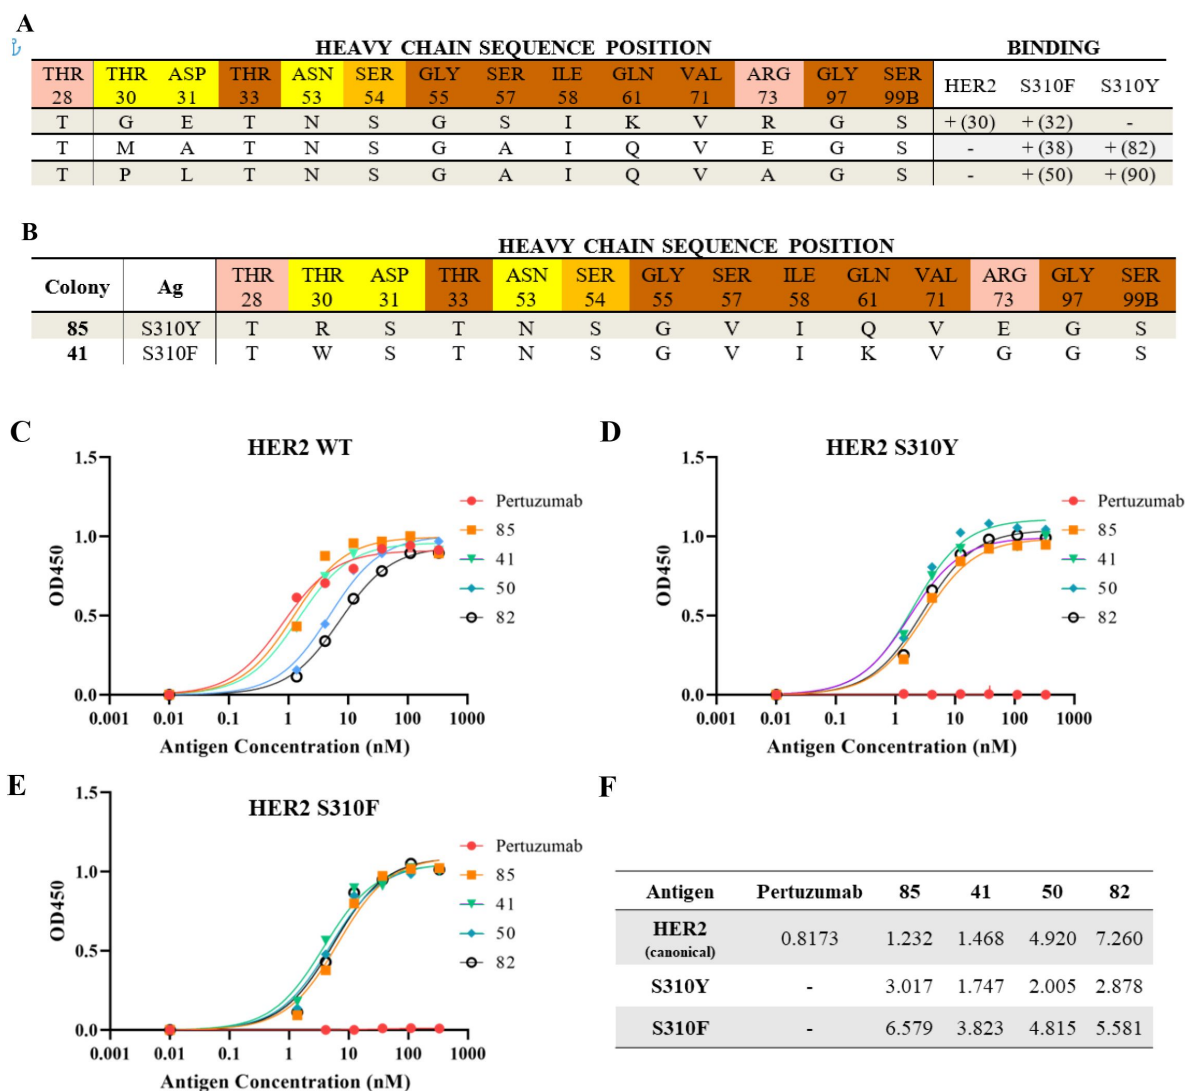 A
HEAVY CHAIN SEQUENCE POSITION BINDING
THR THR ASP THR ASN SER GLY SER ILE GLN VAL ARG GLY SER
28 30 31 33 53 54 55 57 58 61 71 73 97 99B HER2 S310F S310Y
T G E T N S G S I K V R G S + (30) + (32) -
T M A T N S G A I Q V E G S - + (38) + (82)
T P L T N S G A I Q V A G S - + (50) + (90)
B
HEAVY CHAIN SEQUENCE POSITION
Colony Ag THR THR ASP THR ASN SER GLY SER ILE GLN VAL ARG GLY SER
28 30 31 33 53 54 55 57 58 61 71 73 97 99B
85 S310Y T R S T N S G V I Q V E G S
41 S310F T W S T N S G V I K V G G S
C
HER2 WT
1.5
1.0
0.5
0.0
OD450
0.001 0.01 0.1 1 10 100 1000
Antigen Concentration (nM)
Pertuzumab
85
41
50
82
D
HER2 S310Y
1.5
1.0
0.5
0.0
OD450
0.001 0.01 0.1 1 10 100 1000
Antigen Concentration (nM)
Pertuzumab
85
41
50
82
E
HER2 S310F
1.5
1.0
0.5
0.0
OD450
0.001 0.01 0.1 1 10 100 1000
Antigen Concentration (nM)
Pertuzumab
85
41
50
82
F
Antigen Pertuzumab 85 41 50 82
HER2
(canonical) 0.8173 1.232 1.468 4.920 7.260
S310Y - 3.017 1.747 2.005 2.878
S310F - 6.579 3.823 4.815 5.581